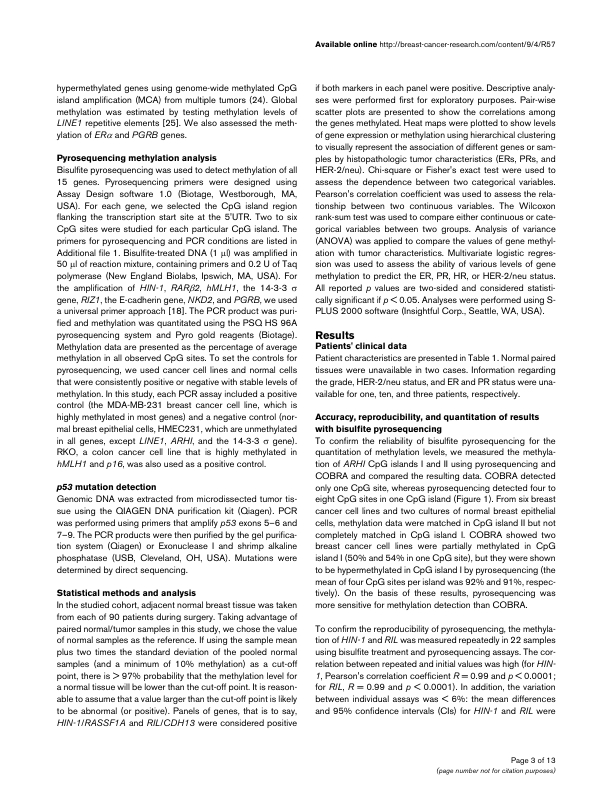 Available online http://breast-cancer-research.com/content/9/4/R57
hypermethylated genes using genome-wide methylated CpG
island amplification (MCA) from multiple tumors (24). Global
methylation was estimated by testing methylation levels of
LINE1 repetitive elements [25]. We also assessed the meth-
ylation of ERα and PGRB genes.
Pyrosequencing methylation analysis
Bisulfite pyrosequencing was used to detect methylation of all
15 genes. Pyrosequencing primers were designed using
Assay Design software 1.0 (Biotage, Westborough, MA,
USA). For each gene, we selected the CpG island region
flanking the transcription start site at the 5'UTR. Two to six
CpG sites were studied for each particular CpG island. The
primers for pyrosequencing and PCR conditions are listed in
Additional file 1. Bisulfite-treated DNA (1 μl) was amplified in
50 μl of reaction mixture, containing primers and 0.2 U of Taq
polymerase (New England Biolabs, Ipswich, MA, USA). For
the amplification of HIN-1, RARβ2, hMLH1, the 14-3-3 σ
gene, RIZ1, the E-cadherin gene, NKD2, and PGRB, we used
a universal primer approach [18]. The PCR product was puri-
fied and methylation was quantitated using the PSQ HS 96A
pyrosequencing system and Pyro gold reagents (Biotage).
Methylation data are presented as the percentage of average
methylation in all observed CpG sites. To set the controls for
pyrosequencing, we used cancer cell lines and normal cells
that were consistently positive or negative with stable levels of
methylation. In this study, each PCR assay included a positive
control (the MDA-MB-231 breast cancer cell line, which is
highly methylated in most genes) and a negative control (nor-
mal breast epithelial cells, HMEC231, which are unmethylated
in all genes, except LINE1, ARHI, and the 14-3-3 σ gene).
RKO, a colon cancer cell line that is highly methylated in
hMLH1 and p16, was also used as a positive control.
p53 mutation detection
Genomic DNA was extracted from microdissected tumor tis-
sue using the QIAGEN DNA purification kit (Qiagen). PCR
was performed using primers that amplify p53 exons 5–6 and
7–9. The PCR products were then purified by the gel purifica-
tion system (Qiagen) or Exonuclease I and shrimp alkaline
phosphatase (USB, Cleveland, OH, USA). Mutations were
determined by direct sequencing.
Statistical methods and analysis
In the studied cohort, adjacent normal breast tissue was taken
from each of 90 patients during surgery. Taking advantage of
paired normal/tumor samples in this study, we chose the value
of normal samples as the reference. If using the sample mean
plus two times the standard deviation of the pooled normal
samples (and a minimum of 10% methylation) as a cut-off
point, there is > 97% probability that the methylation level for
a normal tissue will be lower than the cut-off point. It is reason-
able to assume that a value larger than the cut-off point is likely
to be abnormal (or positive). Panels of genes, that is to say,
HIN-1/RASSF1A and RIL/CDH13 were considered positive
if both markers in each panel were positive. Descriptive analy-
ses were performed first for exploratory purposes. Pair-wise
scatter plots are presented to show the correlations among
the genes methylated. Heat maps were plotted to show levels
of gene expression or methylation using hierarchical clustering
to visually represent the association of different genes or sam-
ples by histopathologic tumor characteristics (ERs, PRs, and
HER-2/neu). Chi-square or Fisher's exact test were used to
assess the dependence between two categorical variables.
Pearson's correlation coefficient was used to assess the rela-
tionship between two continuous variables. The Wilcoxon
rank-sum test was used to compare either continuous or cate-
gorical variables between two groups. Analysis of variance
(ANOVA) was applied to compare the values of gene methyl-
ation with tumor characteristics. Multivariate logistic regres-
sion was used to assess the ability of various levels of gene
methylation to predict the ER, PR, HR, or HER-2/neu status.
All reported p values are two-sided and considered statisti-
cally significant if p < 0.05. Analyses were performed using S-
PLUS 2000 software (Insightful Corp., Seattle, WA, USA).
Results
Patients' clinical data
Patient characteristics are presented in Table 1. Normal paired
tissues were unavailable in two cases. Information regarding
the grade, HER-2/neu status, and ER and PR status were una-
vailable for one, ten, and three patients, respectively.
Accuracy, reproducibility, and quantitation of results
with bisulfite pyrosequencing
To confirm the reliability of bisulfite pyrosequencing for the
quantitation of methylation levels, we measured the methyla-
tion of ARHI CpG islands I and II using pyrosequencing and
COBRA and compared the resulting data. COBRA detected
only one CpG site, whereas pyrosequencing detected four to
eight CpG sites in one CpG island (Figure 1). From six breast
cancer cell lines and two cultures of normal breast epithelial
cells, methylation data were matched in CpG island II but not
completely matched in CpG island I. COBRA showed two
breast cancer cell lines were partially methylated in CpG
island I (50% and 54% in one CpG site), but they were shown
to be hypermethylated in CpG island I by pyrosequencing (the
mean of four CpG sites per island was 92% and 91%, respec-
tively). On the basis of these results, pyrosequencing was
more sensitive for methylation detection than COBRA.
To confirm the reproducibility of pyrosequencing, the methyla-
tion of HIN-1 and RIL was measured repeatedly in 22 samples
using bisulfite treatment and pyrosequencing assays. The cor-
relation between repeated and initial values was high (for HIN-
1, Pearson's correlation coefficient R = 0.99 and p < 0.0001;
for RIL, R = 0.99 and p < 0.0001). In addition, the variation
between individual assays was < 6%: the mean differences
and 95% confidence intervals (CIs) for HIN-1 and RIL were
Page 3 of 13
(page number not for citation purposes)